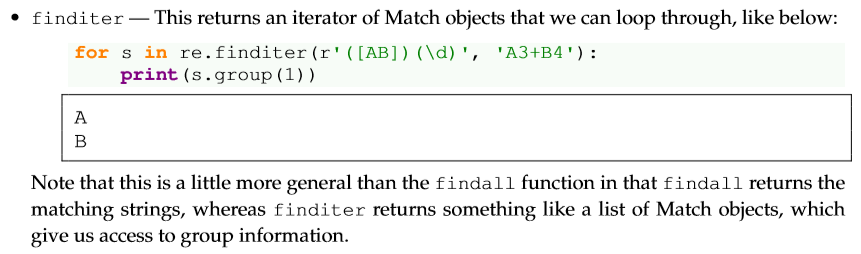 • finditer — This returns an iterator of Match objects that we can loop through, like below:
for s in re.finditer(r'([AB])(\d)', 'A3+B4'):
    print(s.group(1))
A
B
Note that this is a little more general than the findall function in that findall returns the
matching strings, whereas finditer returns something like a list of Match objects, which
give us access to group information.